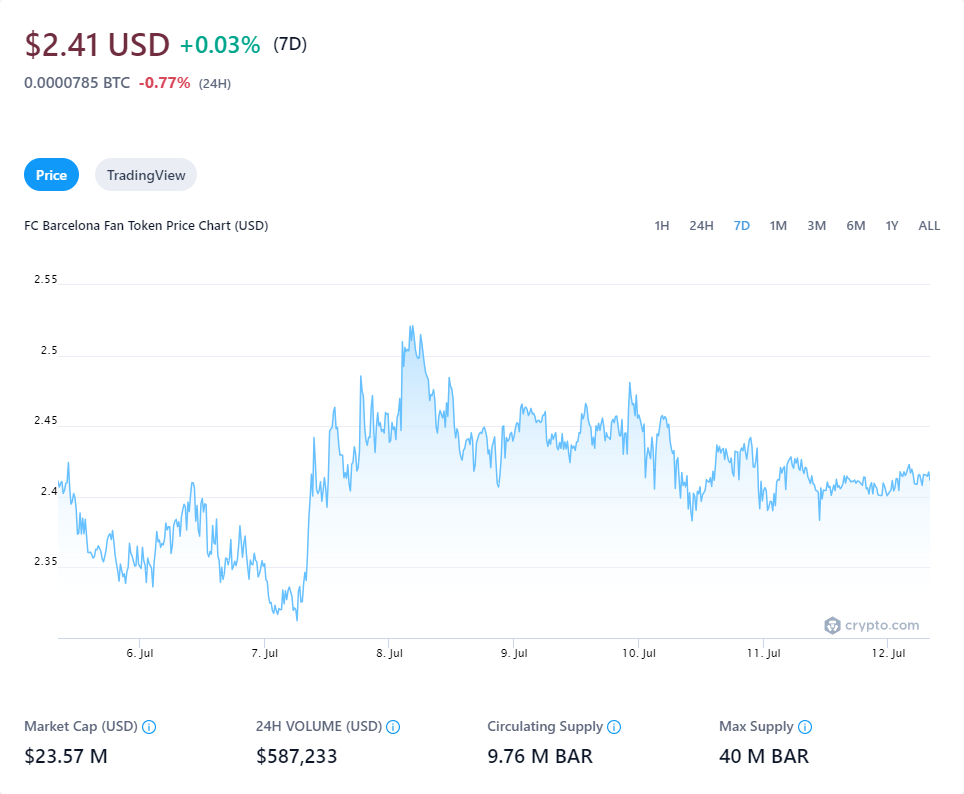 $2.41 USD +0.03% (7D)
0.0000785 BTC -0.77% (24H)
Price TradingView
FC Barcelona Fan Token Price Chart (USD) 1H 24H 7D 1M 3M 6M 1Y ALL
2.55
2.5
2.45
2.4
2.35
crypto.com
6. Jul 7. Jul 8. Jul 9. Jul 10. Jul 11. Jul 12. Jul
Market Cap (USD) 24H VOLUME (USD) Circulating Supply Max Supply
$23.57 M $587,233 9.76 M BAR 40 M BAR